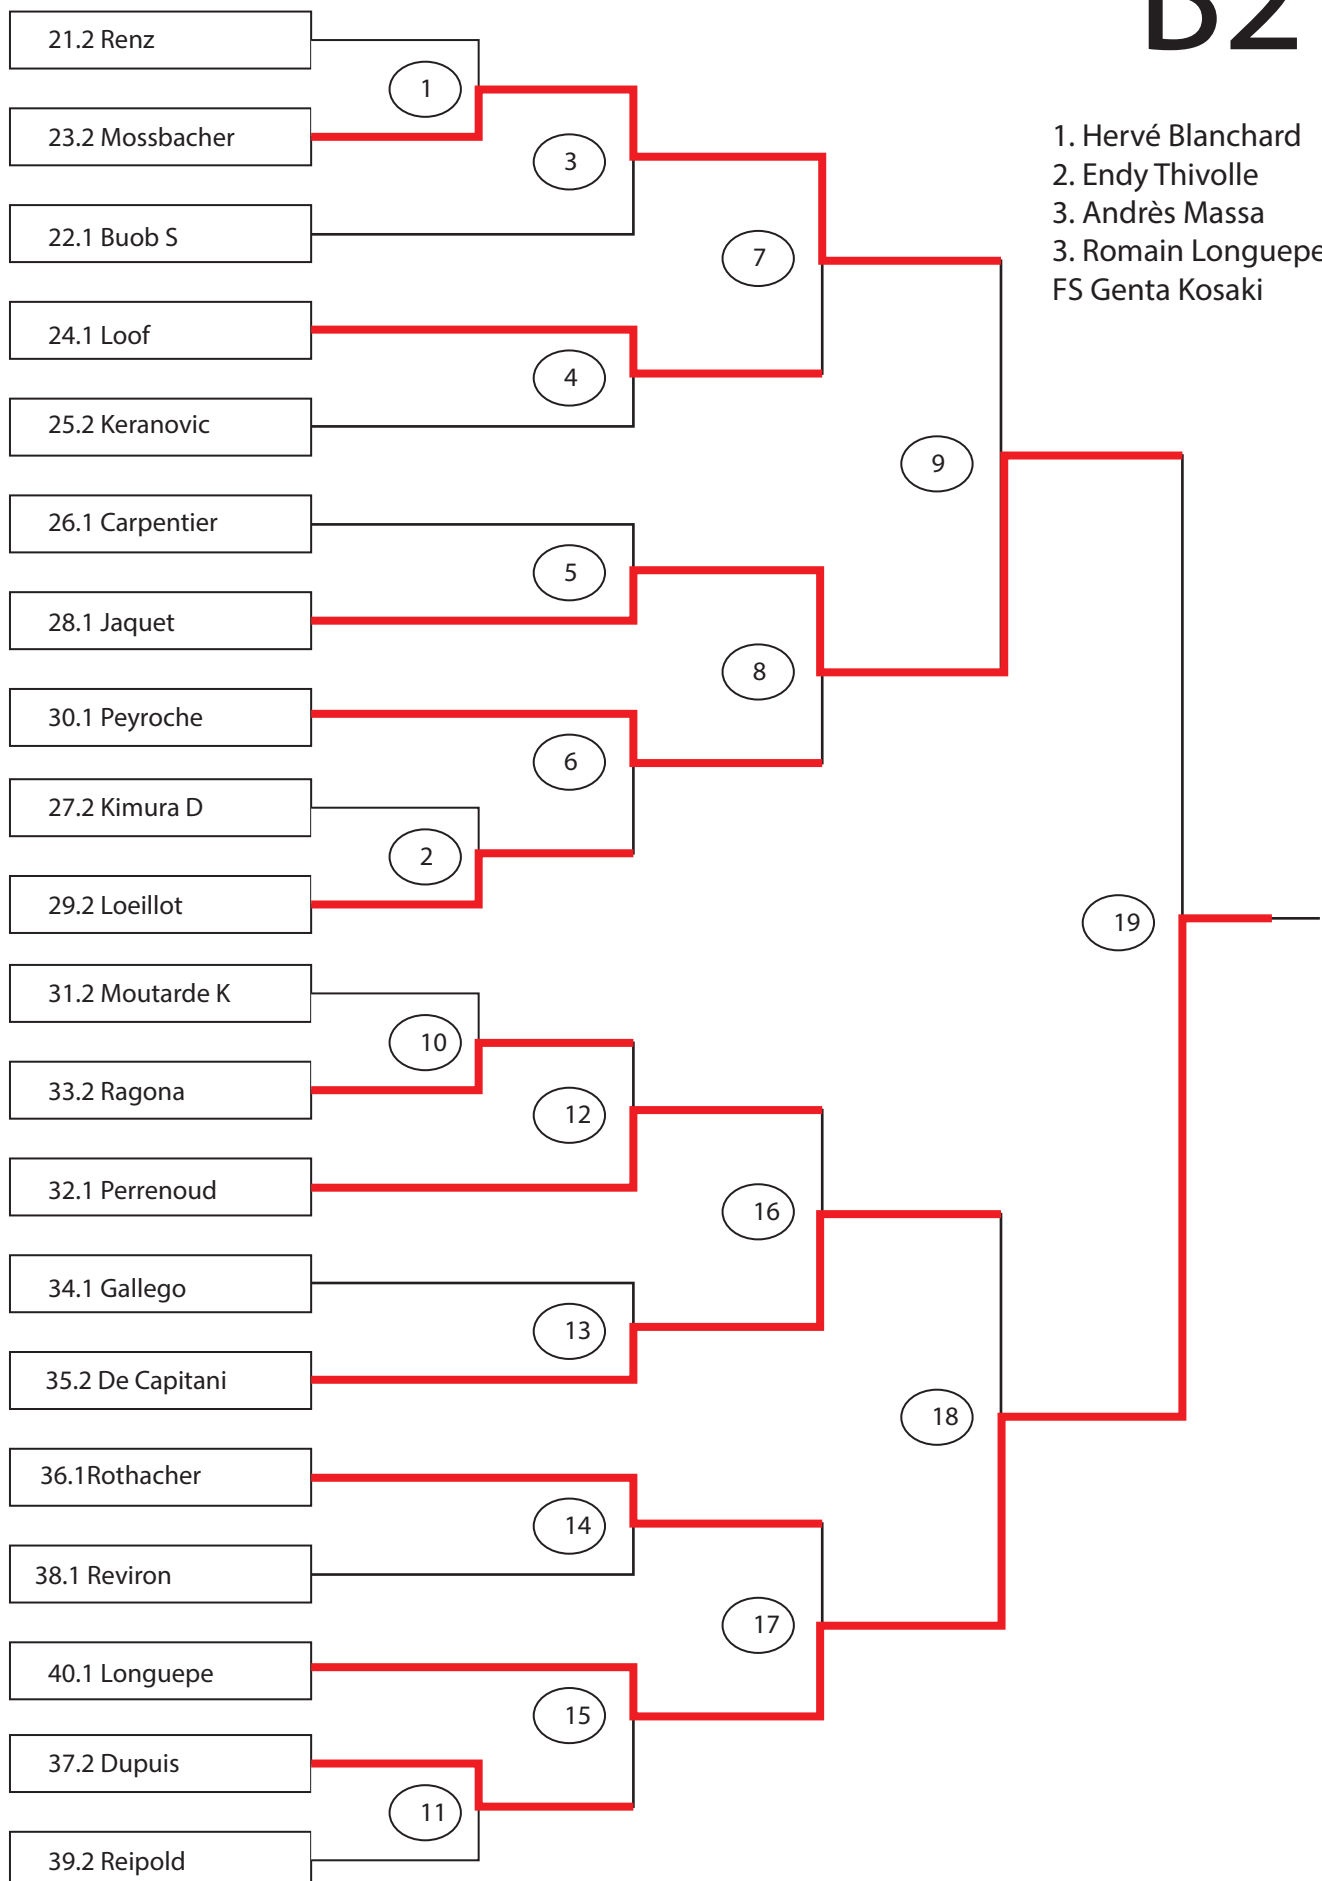 B2
1. Hervé Blanchard
2. Endy Thivolle
3. Andrès Massa
3. Romain Longuepe
FS Genta Kosaki
21.2 Renz
1
23.2 Mossbacher
3
22.1 Buob S
7
24.1 Loof
4
25.2 Keranovic
9
26.1 Carpentier
5
28.1 Jaquet
8
30.1 Peyroche
6
27.2 Kimura D
2
29.2 Loeillot
19
31.2 Moutarde K
10
33.2 Ragona
12
32.1 Perrenoud
16
34.1 Gallego
13
35.2 De Capitani
18
36.1Rothacher
14
38.1 Reviron
17
40.1 Longuepe
15
37.2 Dupuis
11
39.2 Reipold